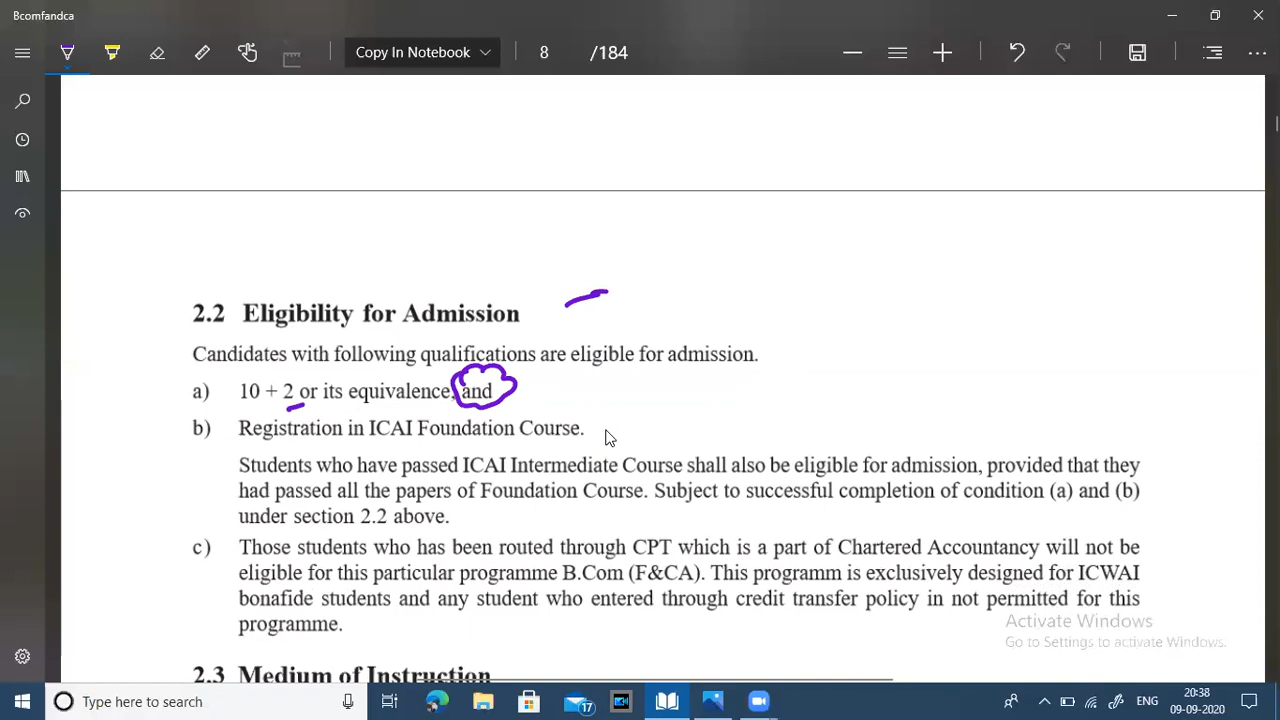 Bcomfandca
Copy In Notebook 8 /184
2.2 Eligibility for Admission
Candidates with following qualifications are eligible for admission.
a) 10 + 2 or its equivalence, and
b) Registration in ICAI Foundation Course.
Students who have passed ICAI Intermediate Course shall also be eligible for admission, provided that they
had passed all the papers of Foundation Course. Subject to successful completion of condition (a) and (b)
under section 2.2 above.
c) Those students who has been routed through CPT which is a part of Chartered Accountancy will not be
eligible for this particular programme B.Com (F&CA). This programm is exclusively designed for ICWAI
bonafide students and any student who entered through credit transfer policy in not permitted for this
programme.
Activate Windows
Go to Settings to activate Windows.
2.3 Medium of Instruction
Type here to search
17
ENG
20:38
09-09-2020